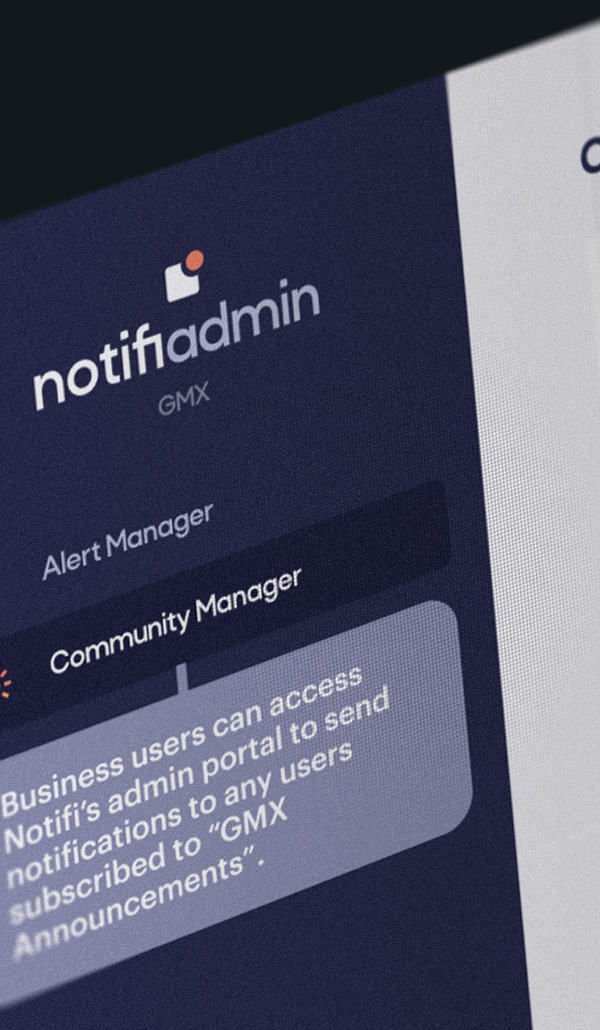 notifiadmin
GMX
Alert Manager
Community Manager
Business users can access
Notifi's admin portal to send
notifications to any users
subscribed to “GMX
Announcements”.